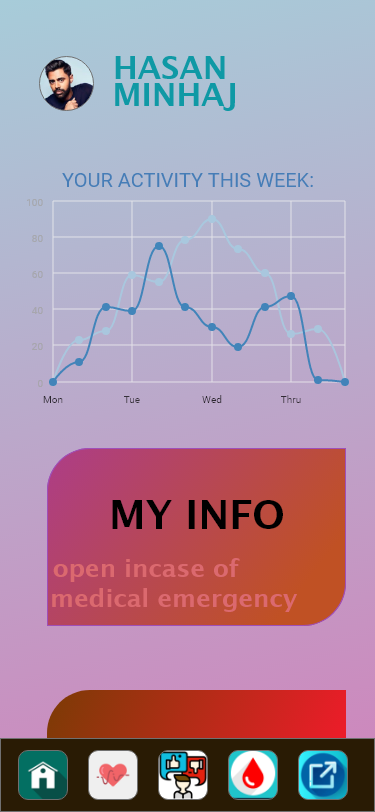 HASAN
MINHAJ
YOUR ACTIVITY THIS WEEK:
100
80
60
40
20
0
Mon Tue Wed Thru
MY INFO
open incase of
medical emergency